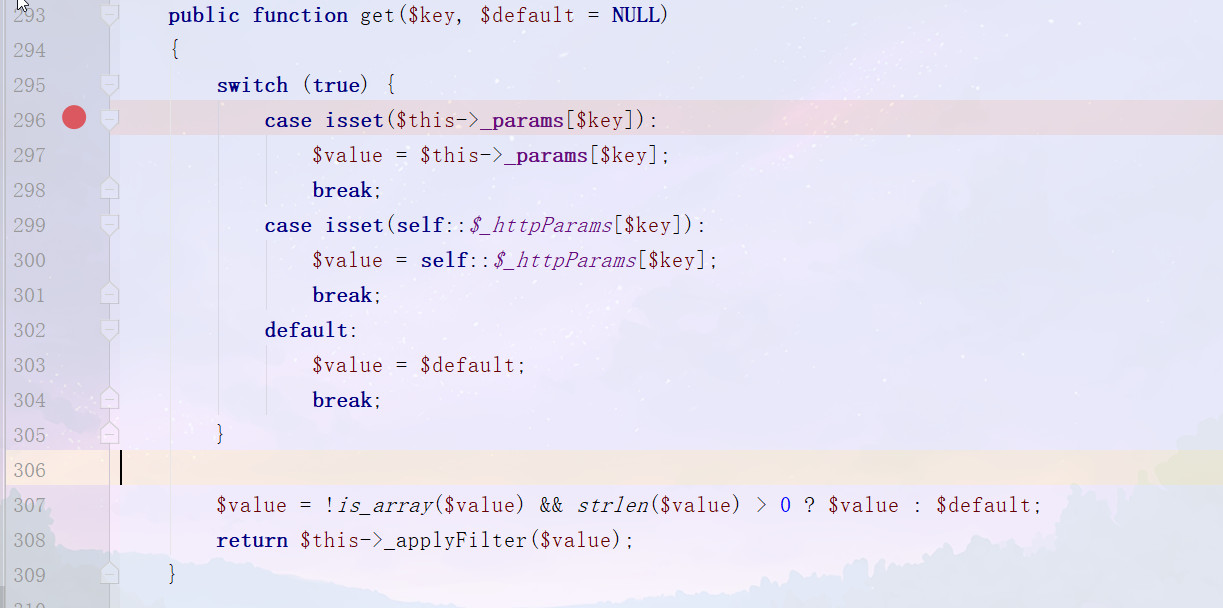 293 public function get($key, $default = NULL)
294 {
295 switch (true) {
296 case isset($this->_params[$key]):
297 $value = $this->_params[$key];
298 break;
299 case isset(self::$_httpParams[$key]):
300 $value = self::$_httpParams[$key];
301 break;
302 default:
303 $value = $default;
304 break;
305 }
306
307 $value = !is_array($value) && strlen($value) > 0 ? $value : $default;
308 return $this->_applyFilter($value);
309 }
310